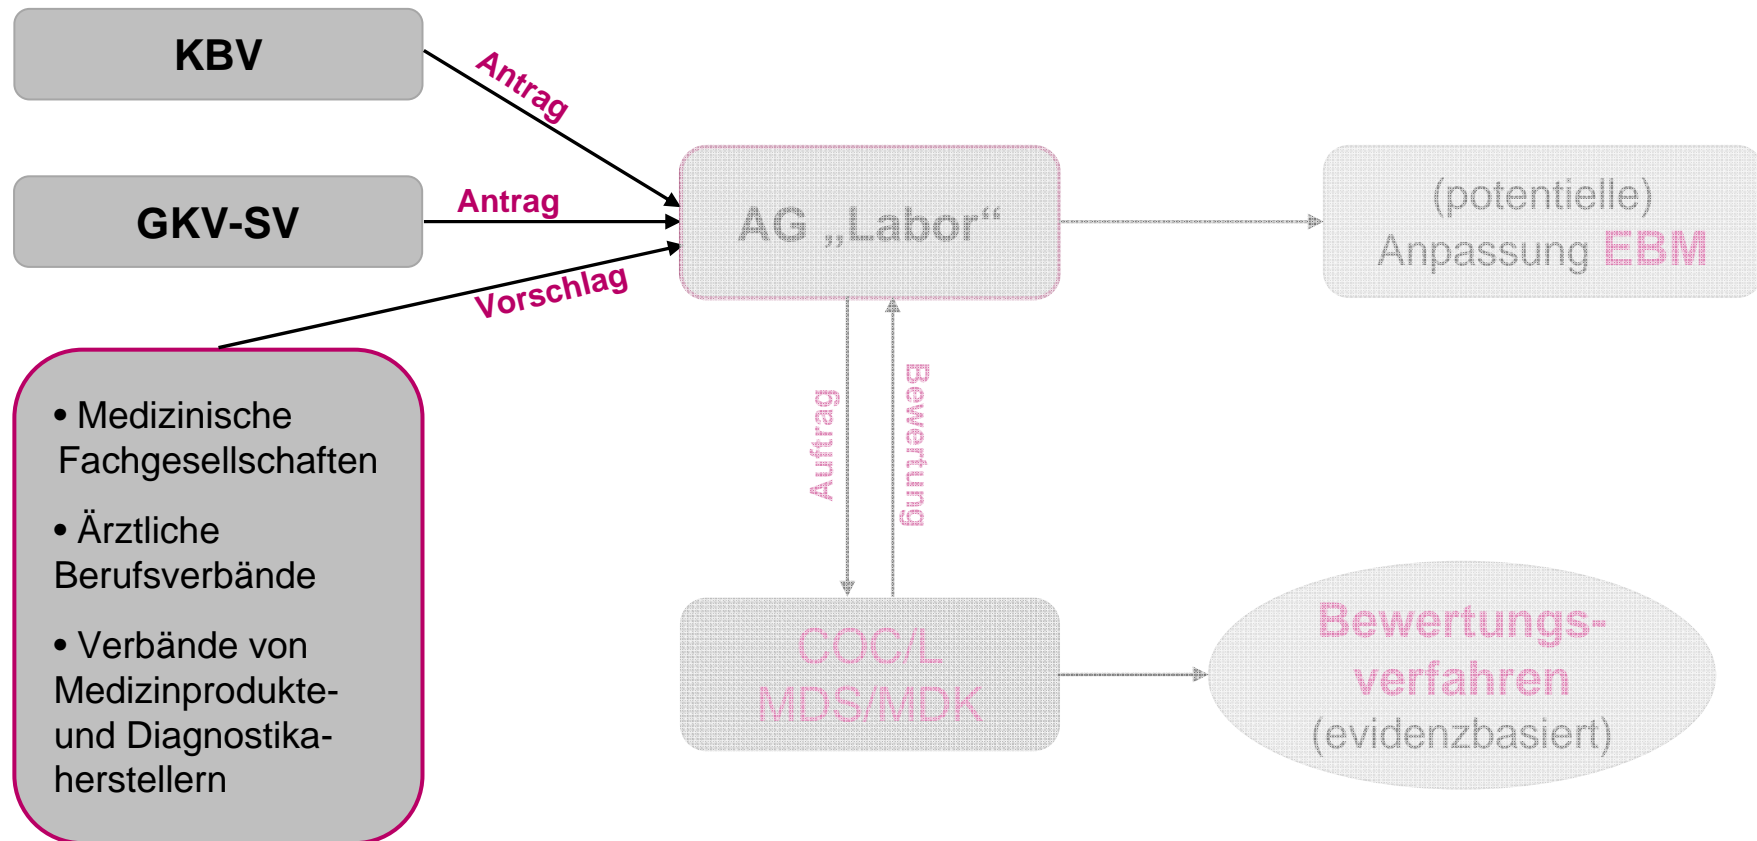 KBV
Antrag
GKV-SV
Antrag
Vorschlag
• Medizinische
Fachgesellschaften
• Ärztliche
Berufsverbände
• Verbände von
Medizinprodukte-
und Diagnostika-
herstellern
AG „Labor“
(potentielle)
Anpassung EBM
Auftrag
Bewertung
COC/L
MDS/MDK
Bewertungs-
verfahren
(evidenzbasiert)